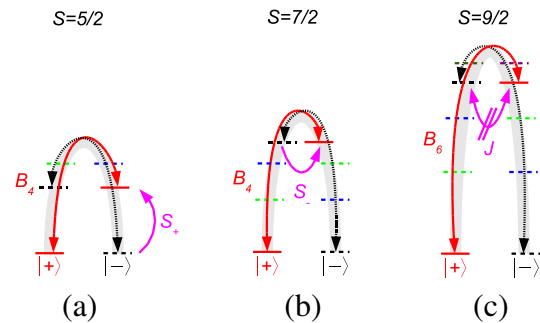 S=5/2
S=7/2
S=9/2
B₄
S₊
|+⟩
|−⟩
B₄
S₋
|+⟩
|−⟩
B₆
J
|+⟩
|−⟩
(a)
(b)
(c)